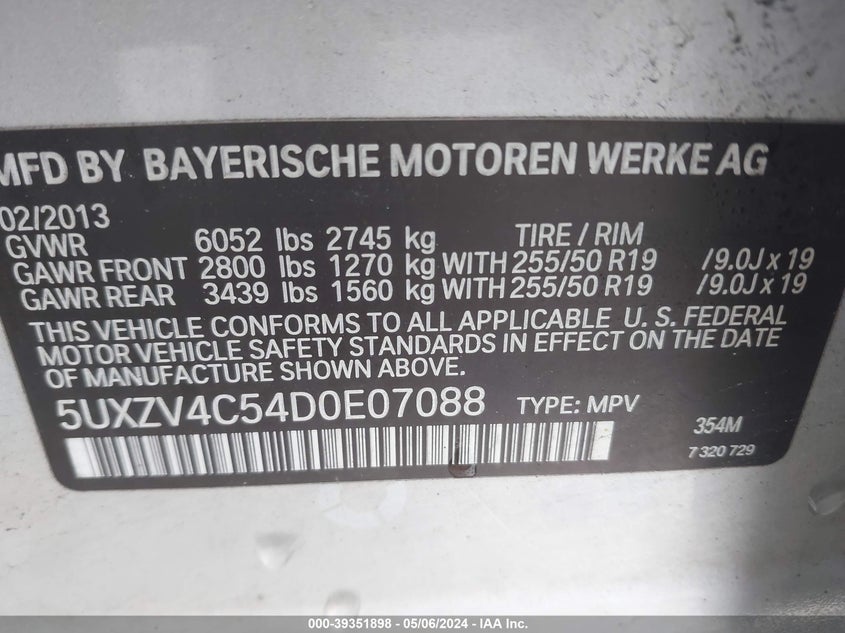 MFD BY BAYERISCHE MOTOREN WERKE AG
02/2013
GVWR 6052 lbs 2745 kg TIRE / RIM
GAWR FRONT 2800 lbs 1270 kg WITH 255/50 R19 /9.0J x 19
GAWR REAR 3439 lbs 1560 kg WITH 255/50 R19 /9.0J x 19
THIS VEHICLE CONFORMS TO ALL APPLICABLE U. S. FEDERAL
MOTOR VEHICLE SAFETY STANDARDS IN EFFECT ON THE DATE
OF MANUFACTURE SHOWN ABOVE.
5UXZV4C54D0E07088 TYPE: MPV
354M
7 320 729
000-39351898 - 05/06/2024 - IAA Inc.